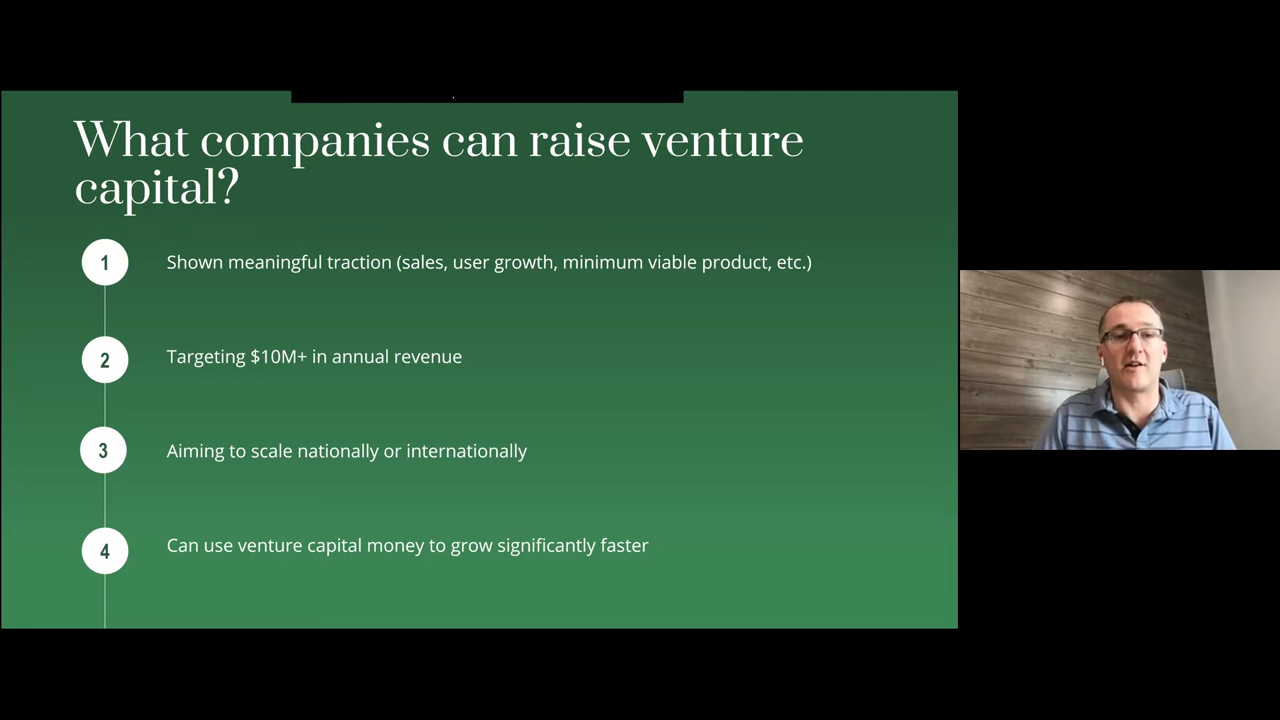 What companies can raise venture
capital?
1
Shown meaningful traction (sales, user growth, minimum viable product, etc.)
2
Targeting $10M+ in annual revenue
3
Aiming to scale nationally or internationally
4
Can use venture capital money to grow significantly faster